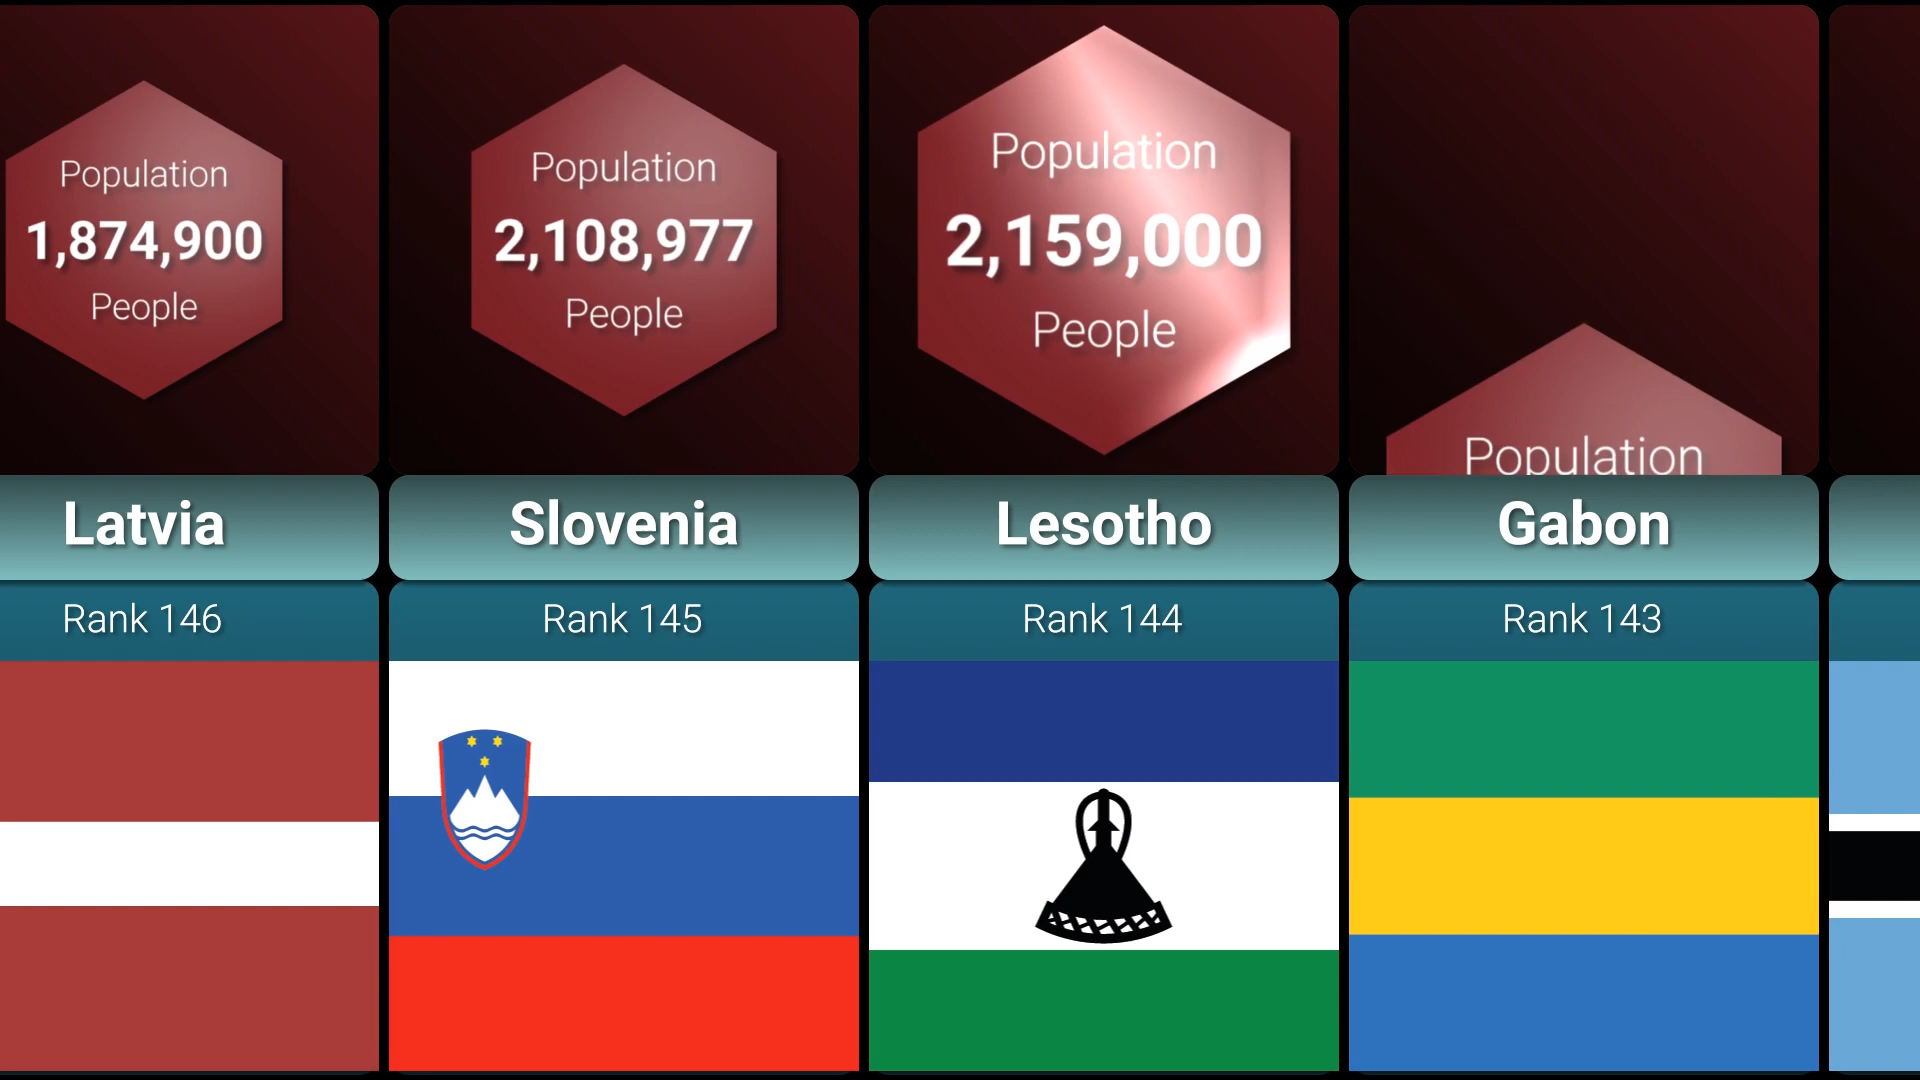 Population
1,874,900
People
Latvia
Rank 146
Population
2,108,977
People
Slovenia
Rank 145
Population
2,159,000
People
Lesotho
Rank 144
Population
Gabon
Rank 143